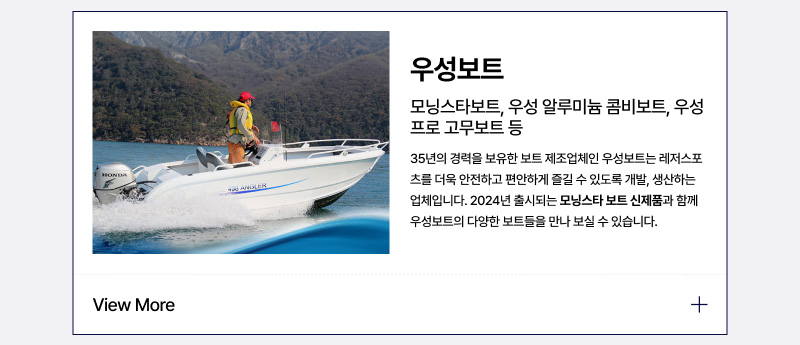 우성보트
모닝스타보트, 우성 알루미늄 콤비보트, 우성
프로 고무보트 등
35년의 경력을 보유한 보트 제조업체인 우성보트는 레저스포
츠를 더욱 안전하고 편안하게 즐길 수 있도록 개발, 생산하는
업체입니다. 2024년 출시되는 모닝스타 보트 신제품과 함께
우성보트의 다양한 보트들을 만나 보실 수 있습니다.
HONDA
ANGLER
View More